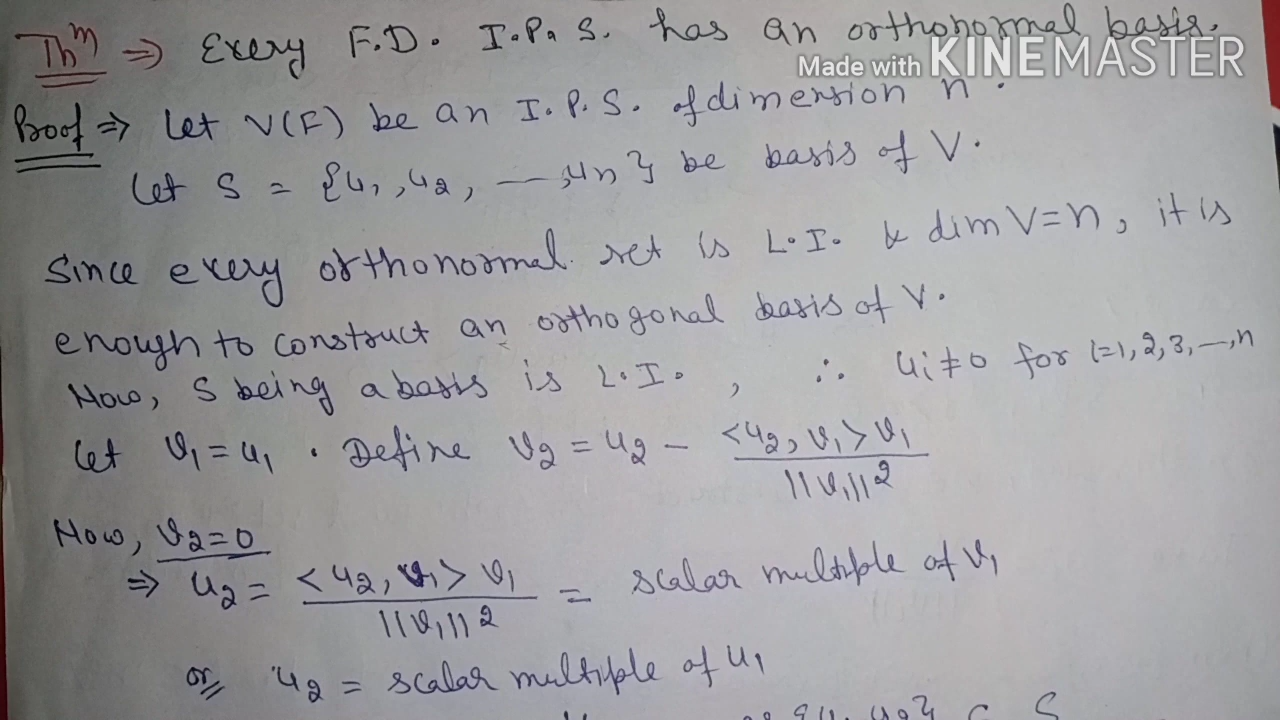 Thm ⇒ Every F.D. I.P.S. has an orthonormal basis.
Made with KINEMASTER
Proof ⇒ Let V(F) be an I.P.S. of dimension n.
Let S = {u₁, u₂, —, un} be basis of V.
Since every orthonormal set is L.I. & dim V = n, it is
enough to construct an orthogonal basis of V.
Now, S being a basis is L.I., ∴ ui ≠ 0 for i=1,2,3,—,n
Let v₁ = u₁. Define v₂ = u₂ - <u₂, v₁> v₁ / ||v₁||²
Now, v₂ = 0
⇒ u₂ = <u₂, v₁> v₁ / ||v₁||² = scalar multiple of v₁
or u₂ = scalar multiple of u₁